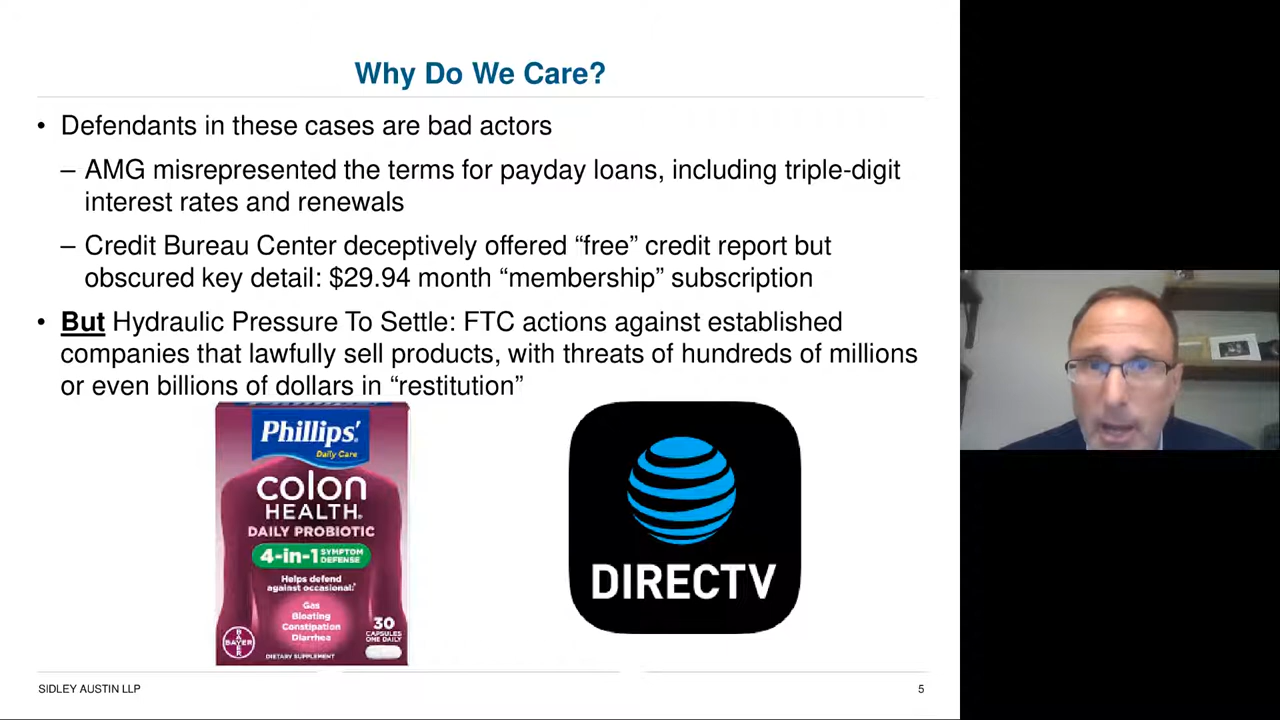 Why Do We Care?
• Defendants in these cases are bad actors
– AMG misrepresented the terms for payday loans, including triple-digit
interest rates and renewals
– Credit Bureau Center deceptively offered “free” credit report but
obscured key detail: $29.94 month “membership” subscription
• But Hydraulic Pressure To Settle: FTC actions against established
companies that lawfully sell products, with threats of hundreds of millions
or even billions of dollars in “restitution”
Phillips’.
Daily Care
colon
HEALTH®
DAILY PROBIOTIC
4-in-1 SYMPTOM
DEFENSE
Helps defend
against occasional:*
Gas
Bloating
Constipation
Diarrhea
30
CAPSULES
ONE DAILY
BAYER
BAYER
DIETARY SUPPLEMENT
DIRECTV
SIDLEY AUSTIN LLP
5